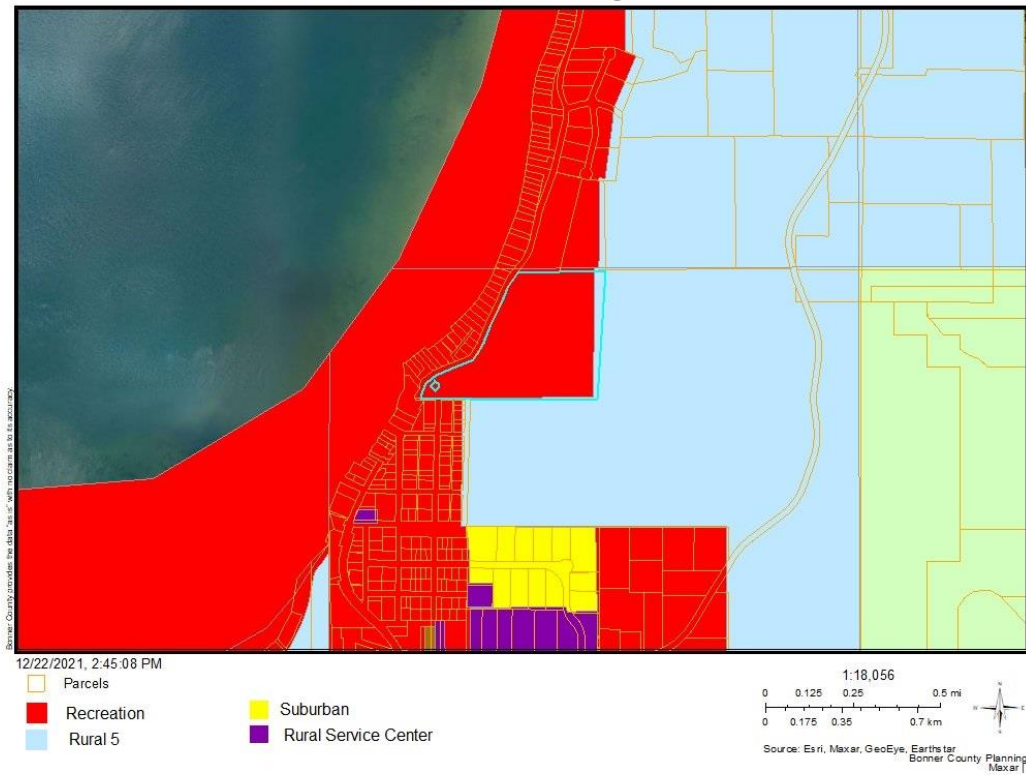 Bonner County provides the data "as is" with no claim as to its accuracy.
12/22/2021, 2:45:08 PM
Parcels
Recreation
Rural 5
Suburban
Rural Service Center
1:18,056
0 0.125 0.25 0.5 mi
0 0.175 0.35 0.7 km
N
W E
S
Source: Esri, Maxar, GeoEye, Earthstar
Bonner County Planning
Maxar |